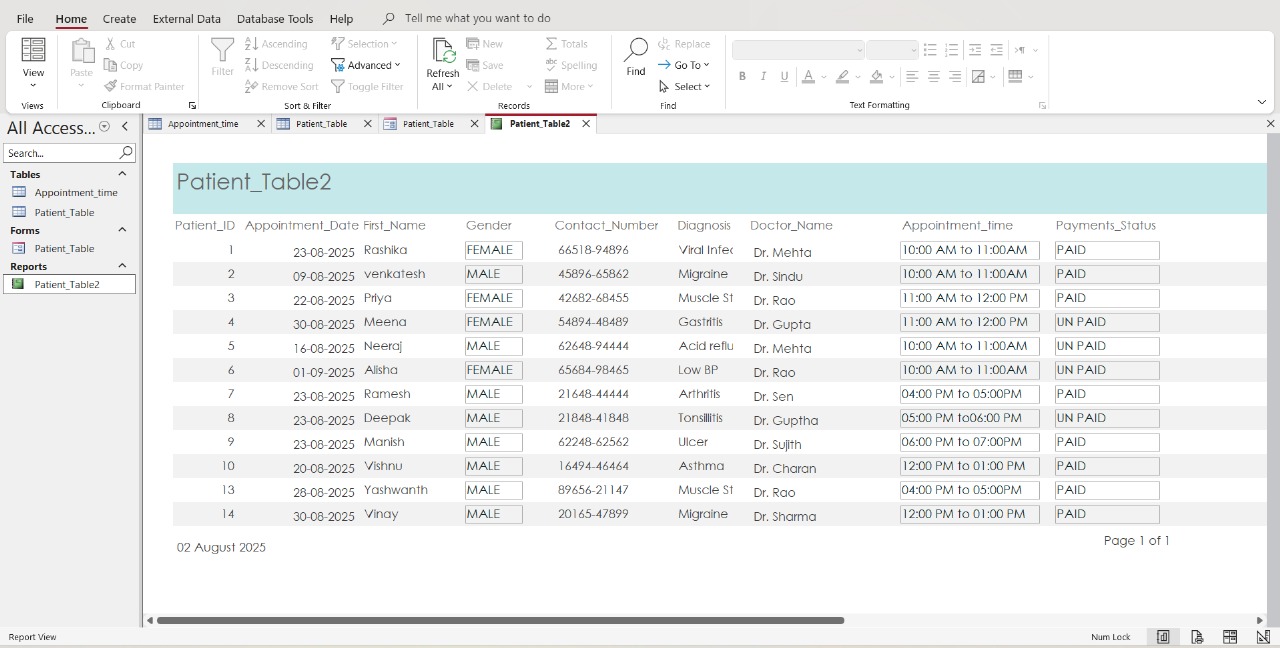 File Home Create External Data Database Tools Help Tell me what you want to do
View Paste Cut Copy Format Painter Filter Ascending Descending Remove Sort Selection Advanced Toggle Filter Refresh All New Save Delete Totals Spelling More Find Replace Go To Select B I U A
Views Clipboard Sort & Filter Records Find Text Formatting
All Access...
Search...
Tables
Appointment_time
Patient_Table
Forms
Patient_Table
Reports
Patient_Table2
Appointment_time Patient_Table Patient_Table Patient_Table2
Patient_Table2
Patient_ID Appointment_Date First_Name Gender Contact_Number Diagnosis Doctor_Name Appointment_time Payments_Status
1 23-08-2025 Rashika FEMALE 66518-94896 Viral Infec Dr. Mehta 10:00 AM to 11:00AM PAID
2 09-08-2025 venkatesh MALE 45896-65862 Migraine Dr. Sindu 10:00 AM to 11:00AM PAID
3 22-08-2025 Priya FEMALE 42682-68455 Muscle St Dr. Rao 11:00 AM to 12:00 PM PAID
4 30-08-2025 Meena FEMALE 54894-48489 Gastritis Dr. Gupta 11:00 AM to 12:00 PM UN PAID
5 16-08-2025 Neeraj MALE 62648-94444 Acid reflu Dr. Mehta 10:00 AM to 11:00AM UN PAID
6 01-09-2025 Alisha FEMALE 65684-98465 Low BP Dr. Rao 10:00 AM to 11:00AM UN PAID
7 23-08-2025 Ramesh MALE 21648-44444 Arthritis Dr. Sen 04:00 PM to 05:00PM PAID
8 23-08-2025 Deepak MALE 21848-41848 Tonsillitis Dr. Guptha 05:00 PM to06:00 PM UN PAID
9 23-08-2025 Manish MALE 62248-62562 Ulcer Dr. Sujith 06:00 PM to 07:00PM PAID
10 20-08-2025 Vishnu MALE 16494-46464 Asthma Dr. Charan 12:00 PM to 01:00 PM PAID
13 28-08-2025 Yashwanth MALE 89656-21147 Muscle St Dr. Rao 04:00 PM to 05:00PM PAID
14 30-08-2025 Vinay MALE 20165-47899 Migraine Dr. Sharma 12:00 PM to 01:00 PM PAID
02 August 2025 Page 1 of 1
Report View Num Lock